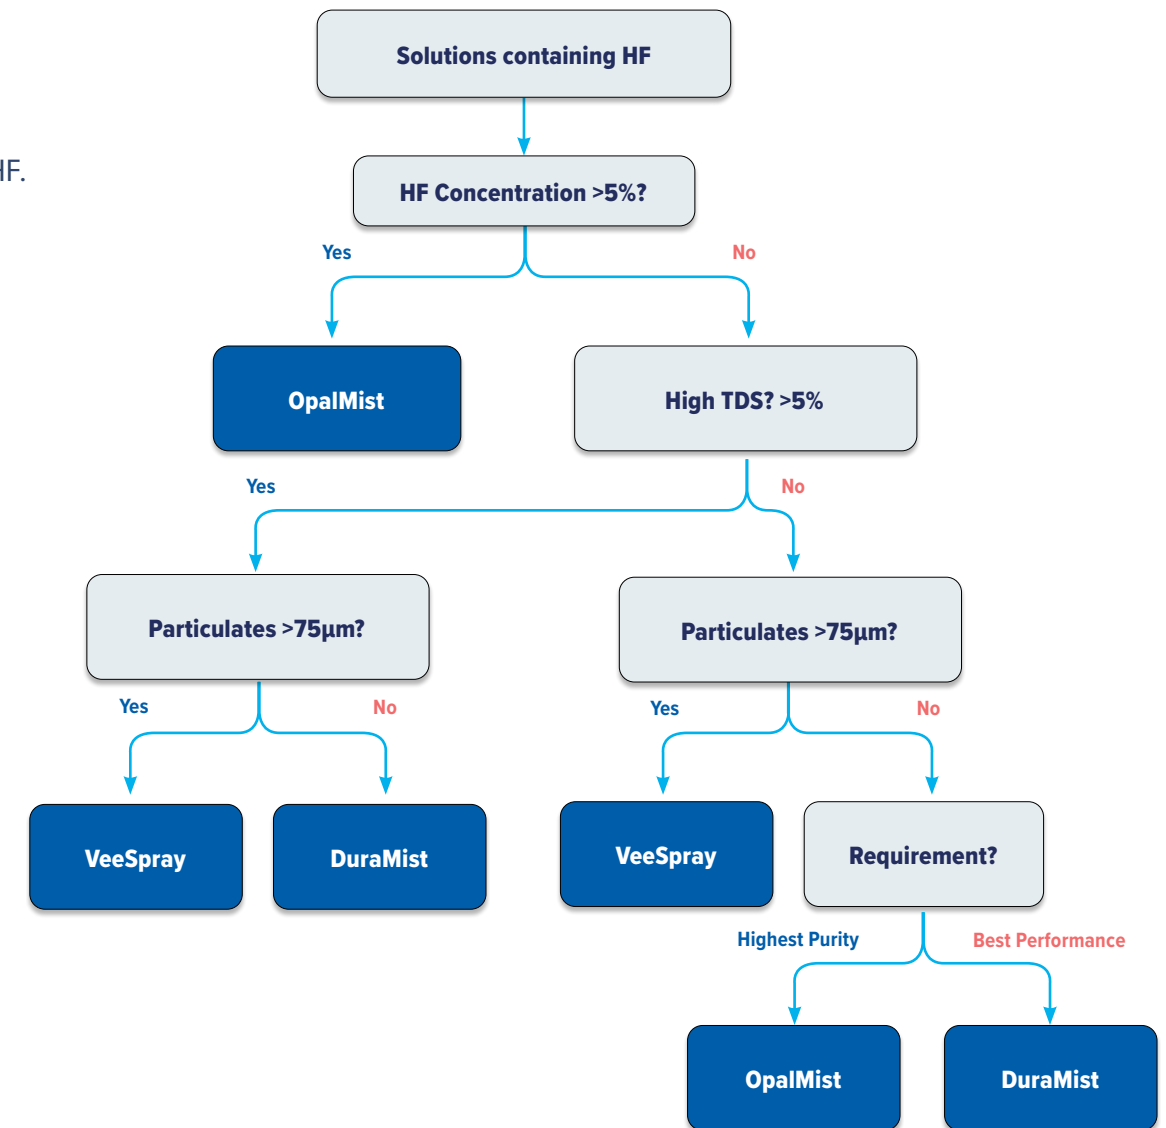 Solutions containing HF
HF.
HF Concentration >5%?
Yes
No
OpalMist
High TDS? >5%
Yes
No
Particulates >75µm?
Particulates >75µm?
Yes
No
Yes
No
VeeSpray
DuraMist
VeeSpray
Requirement?
Highest Purity
Best Performance
OpalMist
DuraMist